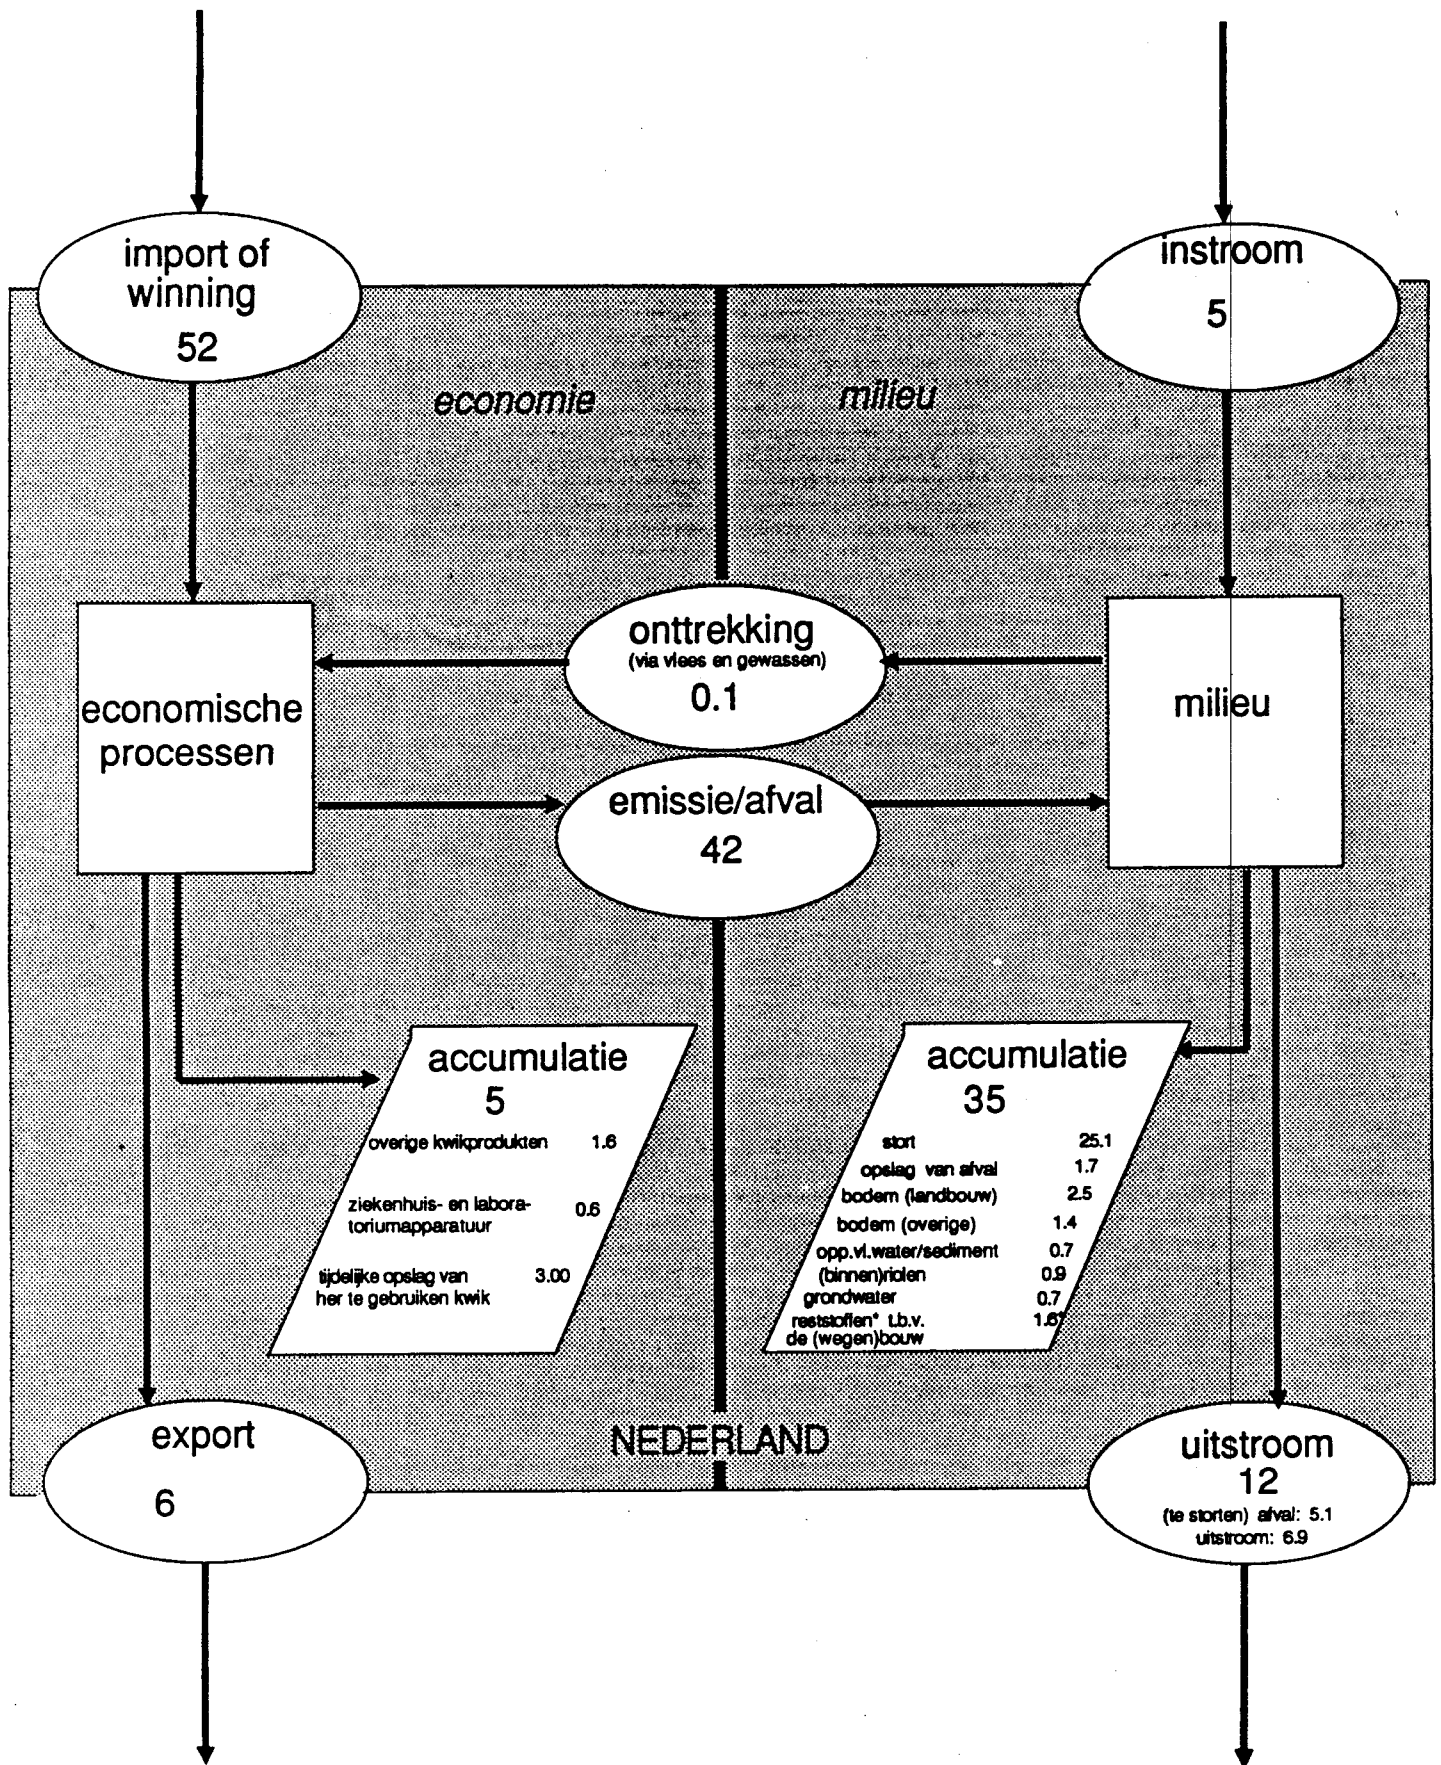 import of
winning
52
instroom
5
economie
milieu
onttrekking
(via vlees en gewassen)
0.1
economische
processen
milieu
emissie/afval
42
accumulatie
5
overige kwikprodukten 1.6
ziekenhuis- en labora-
toriumapparatuur 0.6
tijdelijke opslag van 3.00
her te gebruiken kwik
accumulatie
35
stort 25.1
opslag van afval 1.7
bodem (landbouw) 2.5
bodem (overige) 1.4
opp.vl.water/sediment 0.7
(binnen)riolen 0.9
grondwater 0.7
reststoffen* t.b.v. 1.6*
de (wegen)bouw
export
6
NEDERLAND
uitstroom
12
(te storten) afval: 5.1
uitstroom: 6.9